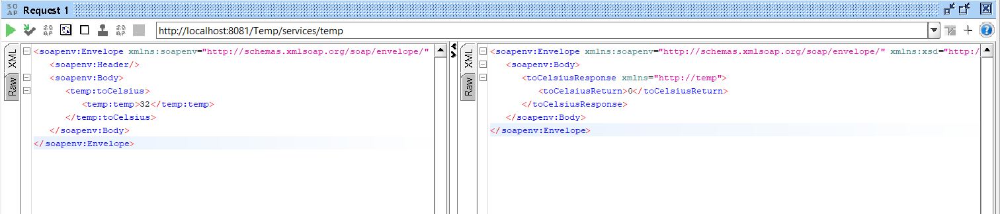 SO
AP
Request 1
http://localhost:8081/Temp/services/temp
XML
Raw
<soapenv:Envelope xmlns:soapenv="http://schemas.xmlsoap.org/soap/envelope/"
<soapenv:Header/>
<soapenv:Body>
<temp:toCelsius>
<temp:temp>32</temp:temp>
</temp:toCelsius>
</soapenv:Body>
</soapenv:Envelope>
XML
Raw
<soapenv:Envelope xmlns:soapenv="http://schemas.xmlsoap.org/soap/envelope/" xmlns:xsd="http:/
<soapenv:Body>
<toCelsiusResponse xmlns="http://temp">
<toCelsiusReturn>0</toCelsiusReturn>
</toCelsiusResponse>
</soapenv:Body>
</soapenv:Envelope>